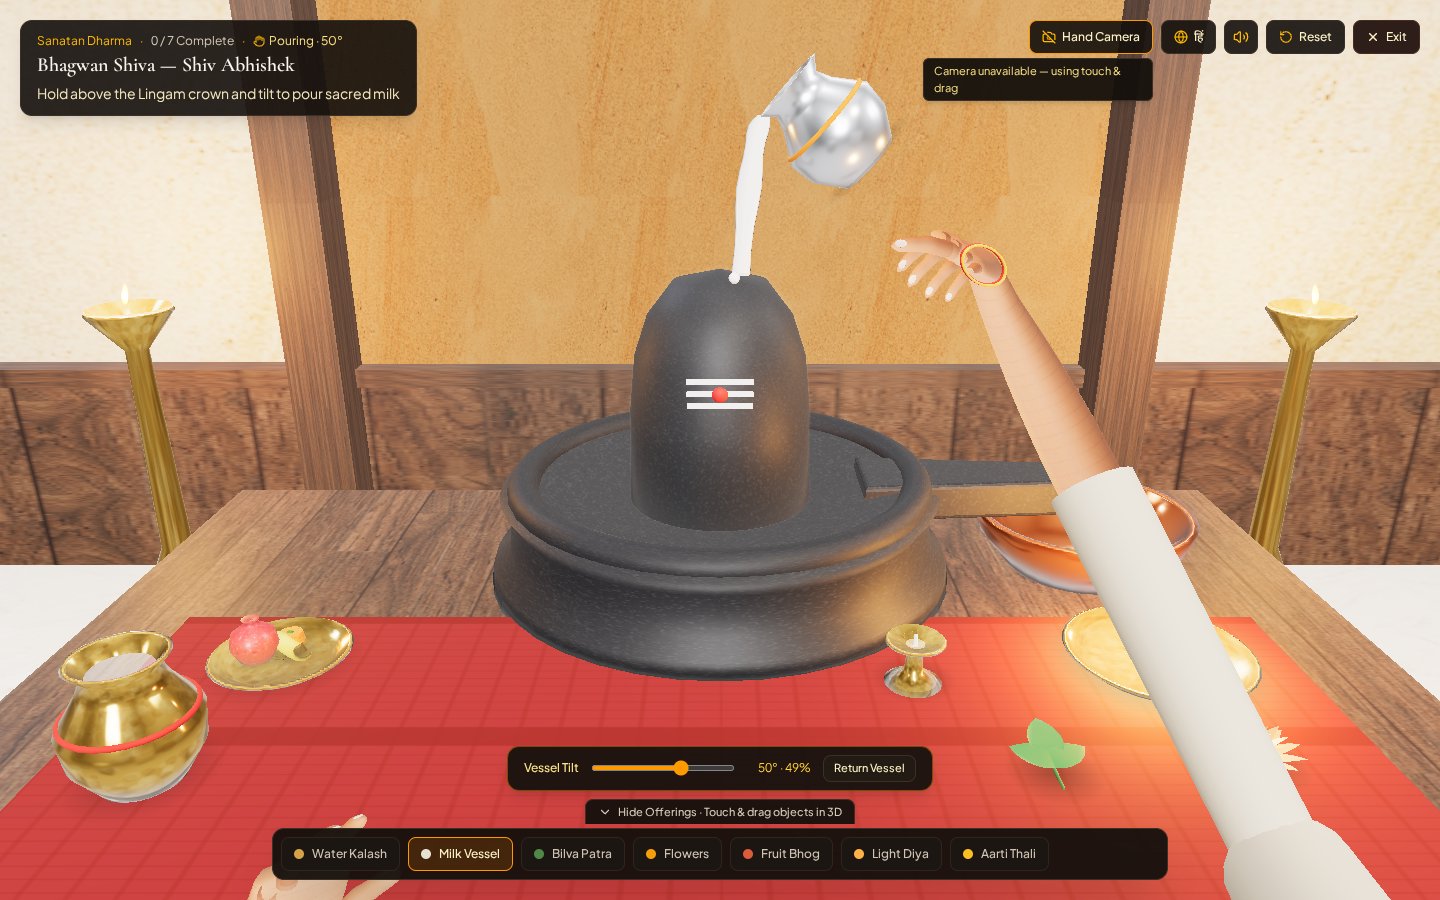 Sanatan Dharma · 0 / 7 Complete · Pouring · 50°
Bhagwan Shiva — Shiv Abhishek
Hold above the Lingam crown and tilt to pour sacred milk
Hand Camera
हिं
Reset
Exit
Camera unavailable — using touch &
drag
Vessel Tilt
50° · 49%
Return Vessel
Hide Offerings · Touch & drag objects in 3D
Water Kalash
Milk Vessel
Bilva Patra
Flowers
Fruit Bhog
Light Diya
Aarti Thali